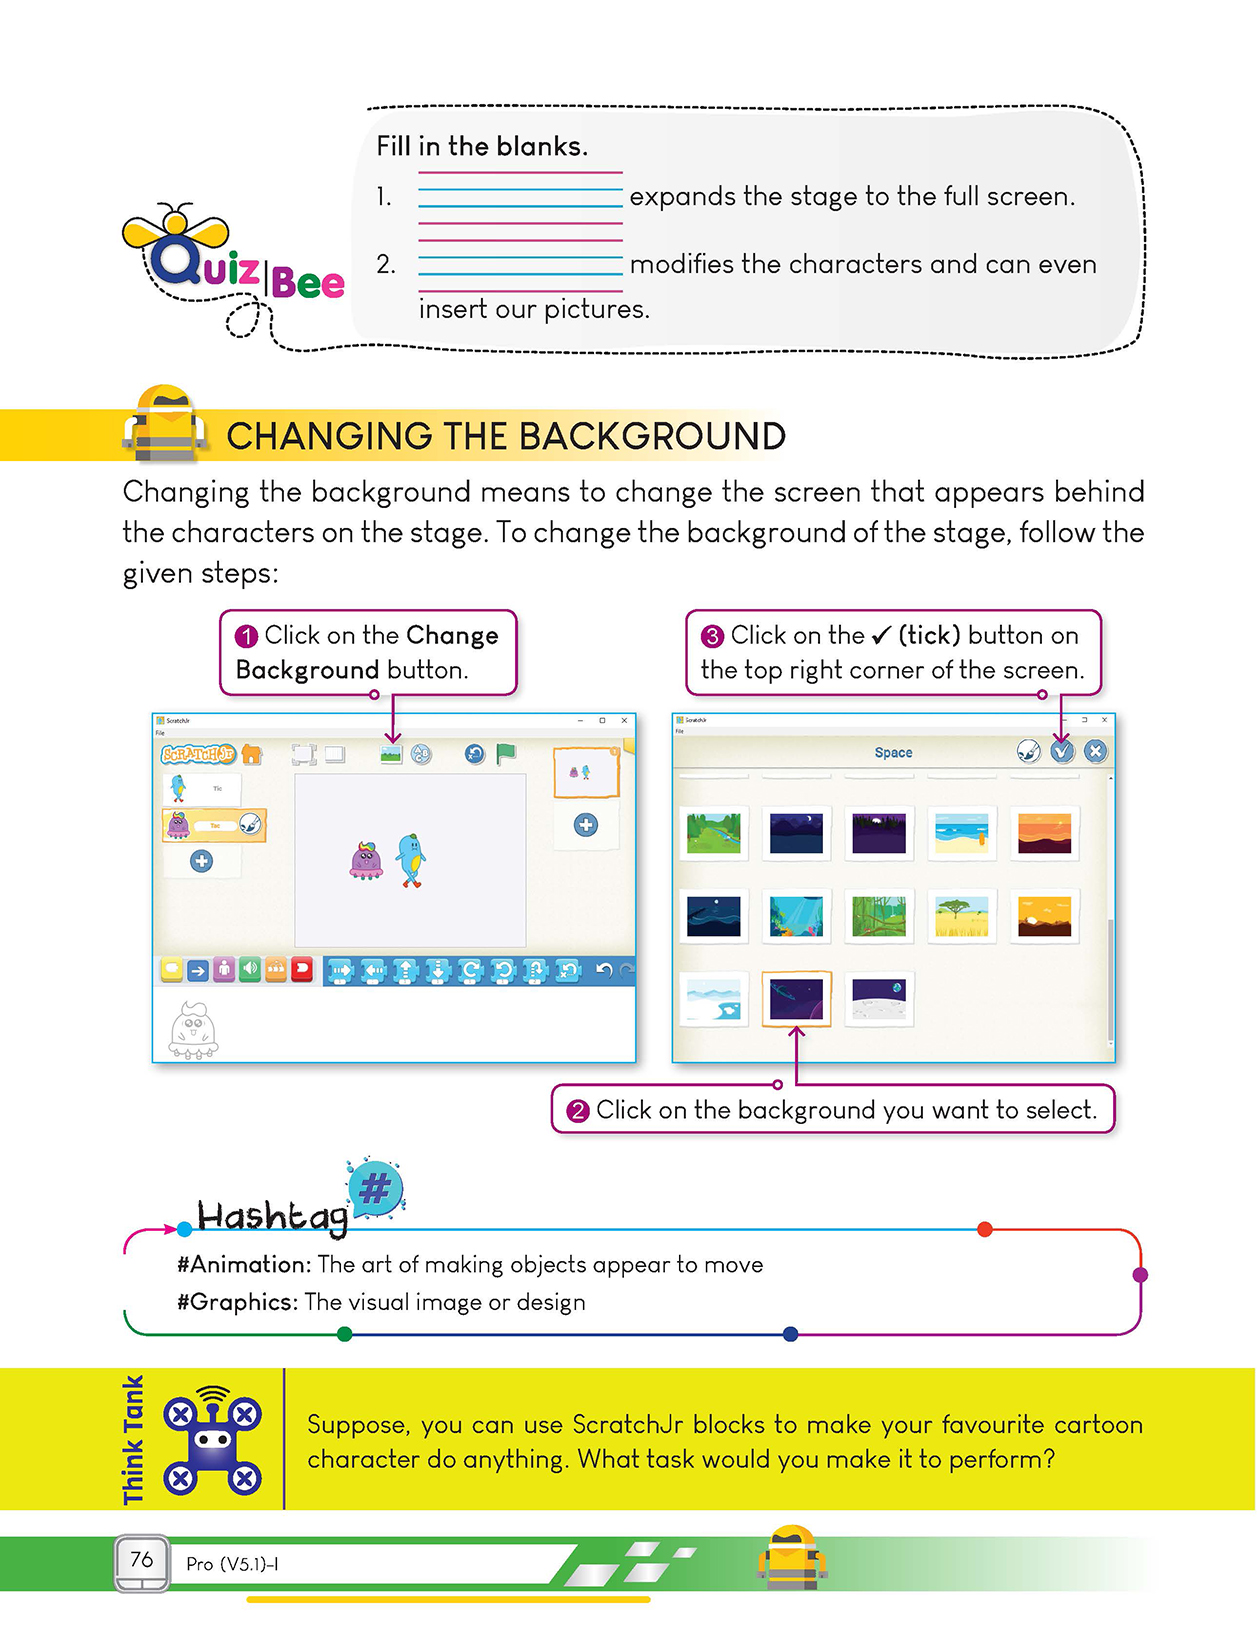 Fill in the blanks.
1. expands the stage to the full screen.
2. modifies the characters and can even
insert our pictures.
Quiz Bee
CHANGING THE BACKGROUND
Changing the background means to change the screen that appears behind
the characters on the stage. To change the background of the stage, follow the
given steps:
1 Click on the Change
Background button.
3 Click on the ✓ (tick) button on
the top right corner of the screen.
ScratchJr
File
SCRATCHJr
Tic
Tac
ABC
1
ScratchJr
File
Space
2 Click on the background you want to select.
Hashtag #
#Animation: The art of making objects appear to move
#Graphics: The visual image or design
Think Tank
Suppose, you can use ScratchJr blocks to make your favourite cartoon
character do anything. What task would you make it to perform?
76 Pro (V5.1)-I